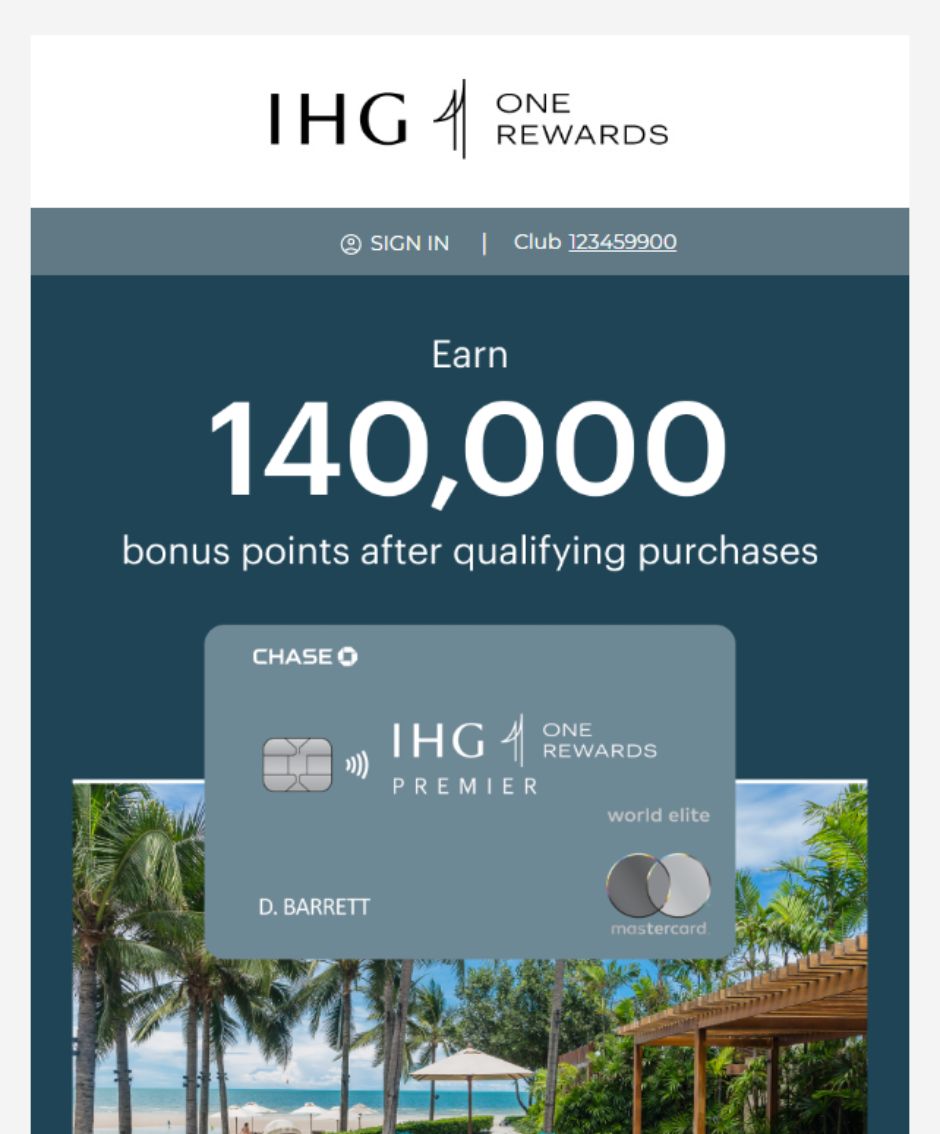 IHG ONE
REWARDS
SIGN IN | Club 123459900
Earn
140,000
bonus points after qualifying purchases
CHASE
IHG ONE
REWARDS
PREMIER
world elite
D. BARRETT
mastercard.